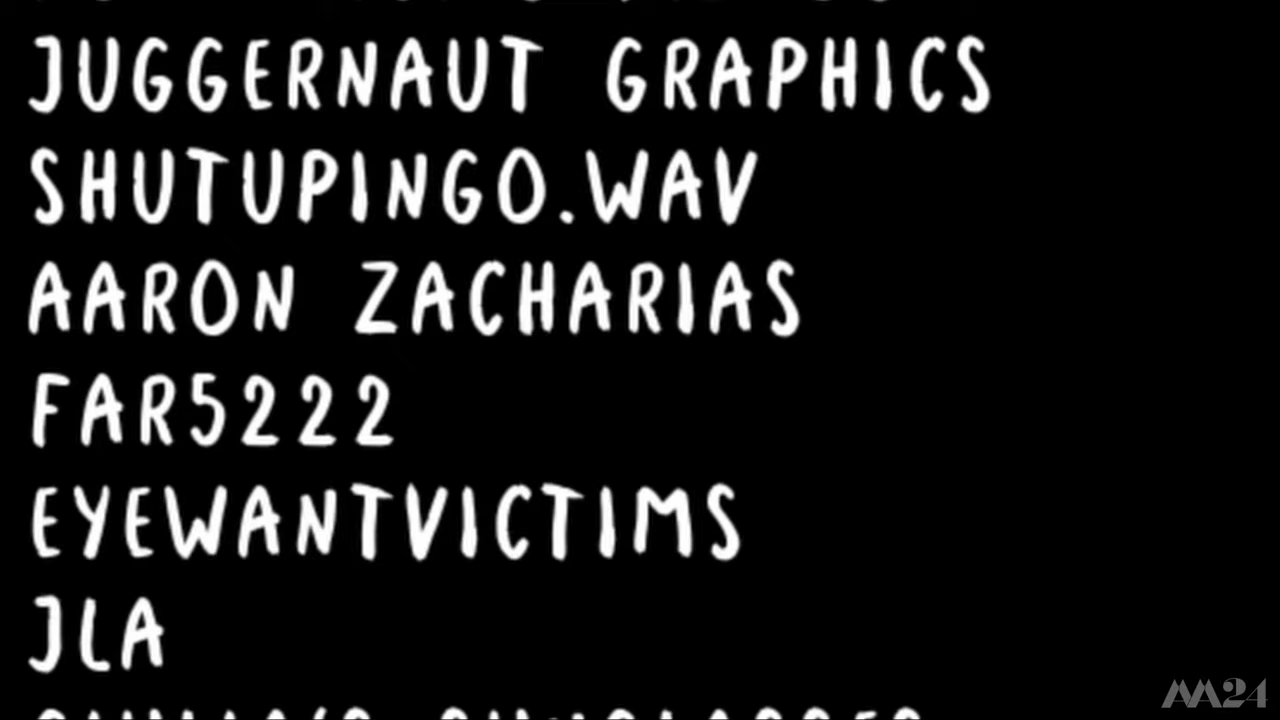 JUGGERNAUT GRAPHICS
SHUTUPINGO.WAV
AARON ZACHARIAS
FAR5222
EYEWANTVICTIMS
JLA
AA24